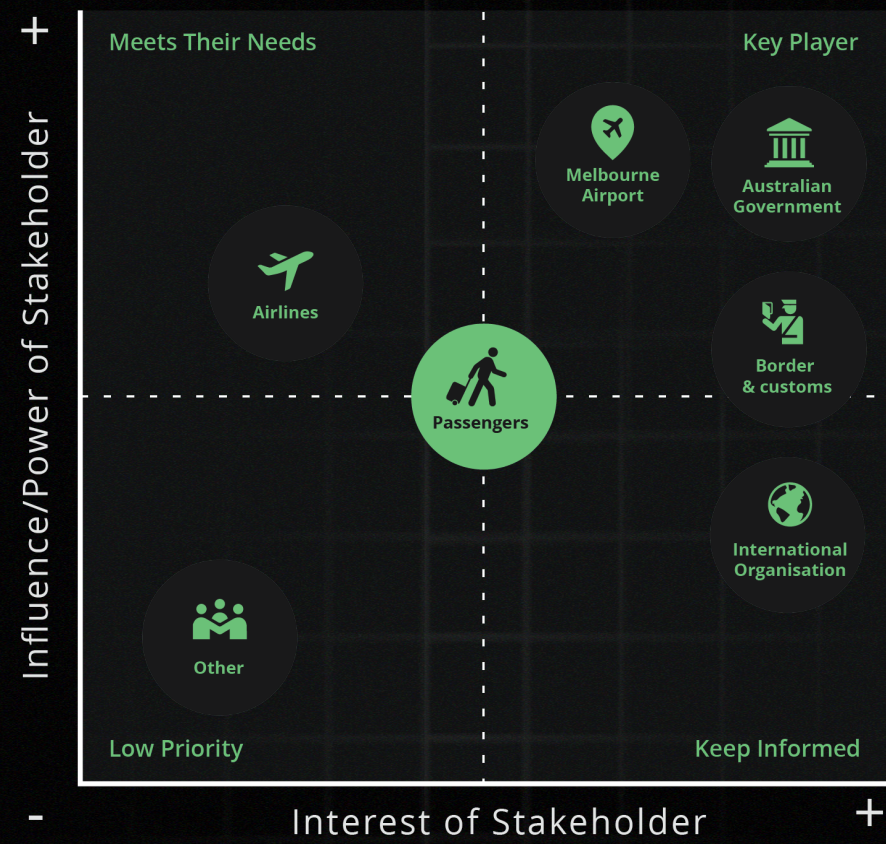 +
Meets Their Needs
Key Player
Influence/Power of Stakeholder
Melbourne
Airport
Australian
Government
Airlines
Border
& customs
Passengers
International
Organisation
Other
Low Priority
Keep Informed
-
Interest of Stakeholder
+